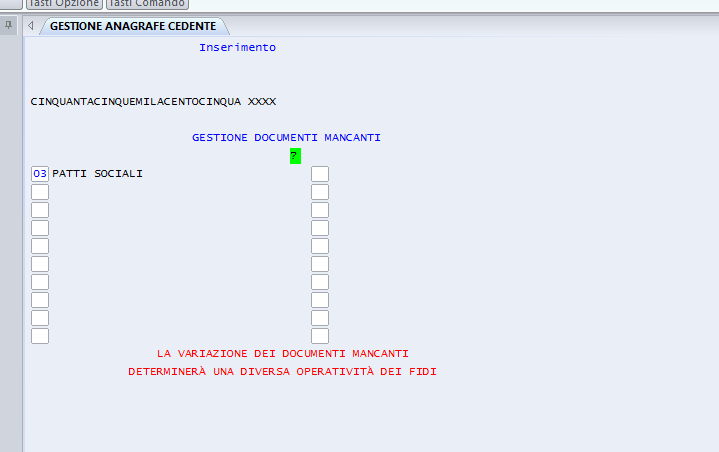 Tasti Opzione Tasti Comando
GESTIONE ANAGRAFE CEDENTE
Inserimento
CINQUANTACINQUEMILACENTOCINQUA XXXX
GESTIONE DOCUMENTI MANCANTI
?
03 PATTI SOCIALI
LA VARIAZIONE DEI DOCUMENTI MANCANTI
DETERMINERÀ UNA DIVERSA OPERATIVITÀ DEI FIDI